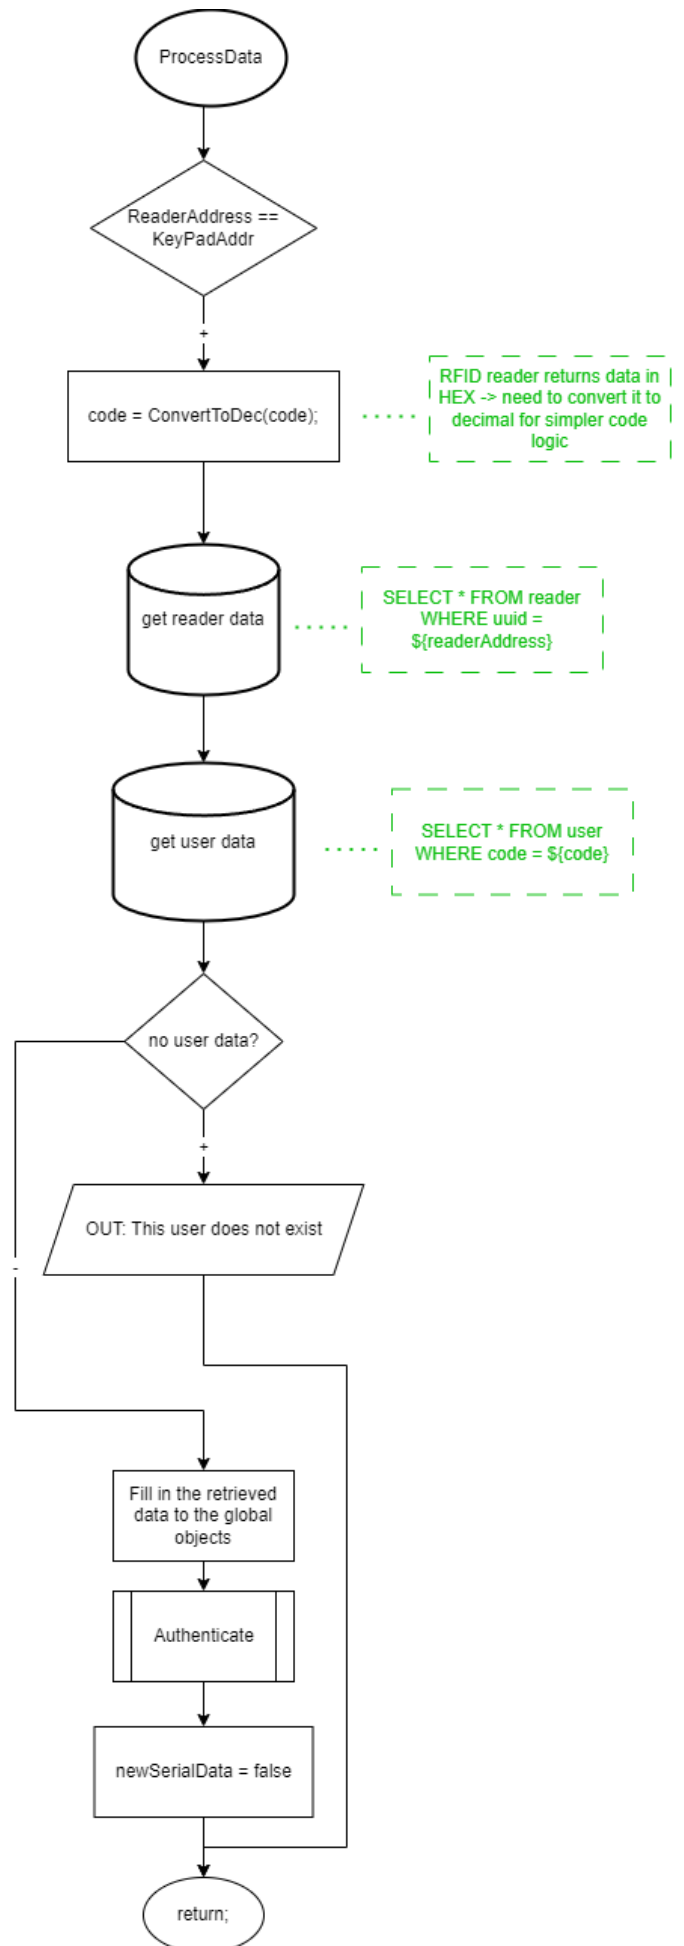 ProcessData
ReaderAddress ==
KeyPadAddr
+
code = ConvertToDec(code);
RFID reader returns data in
HEX -> need to convert it to
decimal for simpler code
logic
get reader data
SELECT * FROM reader
WHERE uuid =
${readerAddress}
get user data
SELECT * FROM user
WHERE code = ${code}
no user data?
+
OUT: This user does not exist
-
Fill in the retrieved
data to the global
objects
Authenticate
newSerialData = false
return;